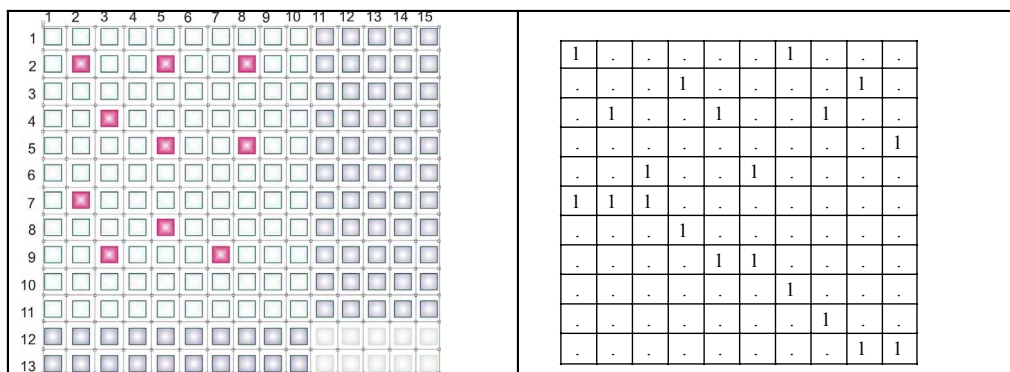 1 2 3 4 5 6 7 8 9 10 11 12 13 14 15
1
2
3
4
5
6
7
8
9
10
11
12
13
1 . . . . . 1 . . .
. . . 1 . . . . 1 .
. 1 . . 1 . . 1 . .
. . . . . . . . . 1
. . 1 . . 1 . . . .
1 1 1 . . . . . . .
. . . 1 . . . . . .
. . . . 1 1 . . . .
. . . . . . 1 . . .
. . . . . . . 1 . .
. . . . . . . . 1 1